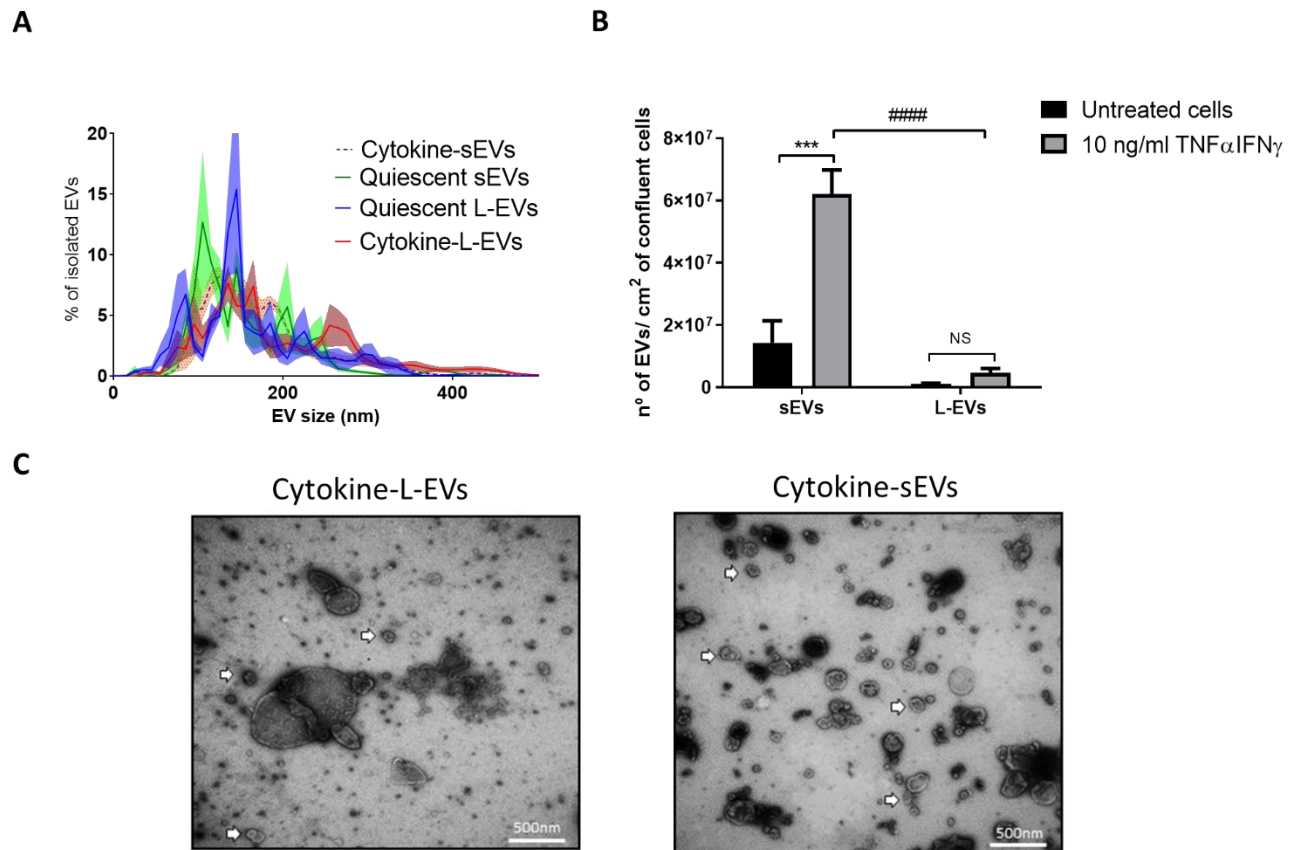 A
20
15
10
5
0
% of isolated EVs
0
200
400
EV size (nm)
Cytokine-sEVs
Quiescent sEVs
Quiescent L-EVs
Cytokine-L-EVs
B
8×10⁷
6×10⁷
4×10⁷
2×10⁷
0
nº of EVs/ cm² of confluent cells
***
####
NS
sEVs
L-EVs
Untreated cells
10 ng/ml TNFαIFNγ
C
Cytokine-L-EVs
500nm
Cytokine-sEVs
500nm